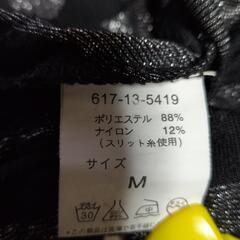 617-13-5419
ポリエステル 88%
ナイロン 12%
(スリット糸使用)
サイズ
M
30